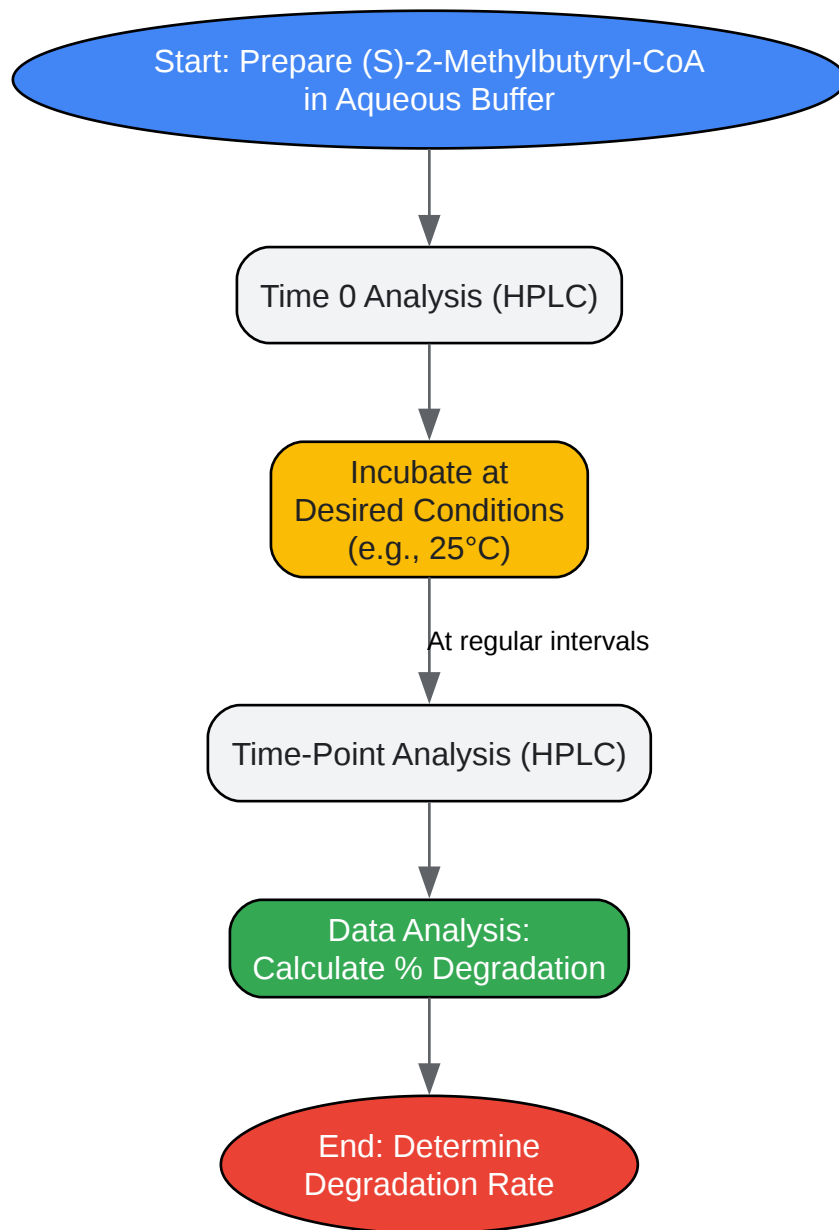 Start: Prepare (S)-2-Methylbutyryl-CoA
in Aqueous Buffer
Time 0 Analysis (HPLC)
Incubate at
Desired Conditions
(e.g., 25°C)
At regular intervals
Time-Point Analysis (HPLC)
Data Analysis:
Calculate % Degradation
End: Determine
Degradation Rate